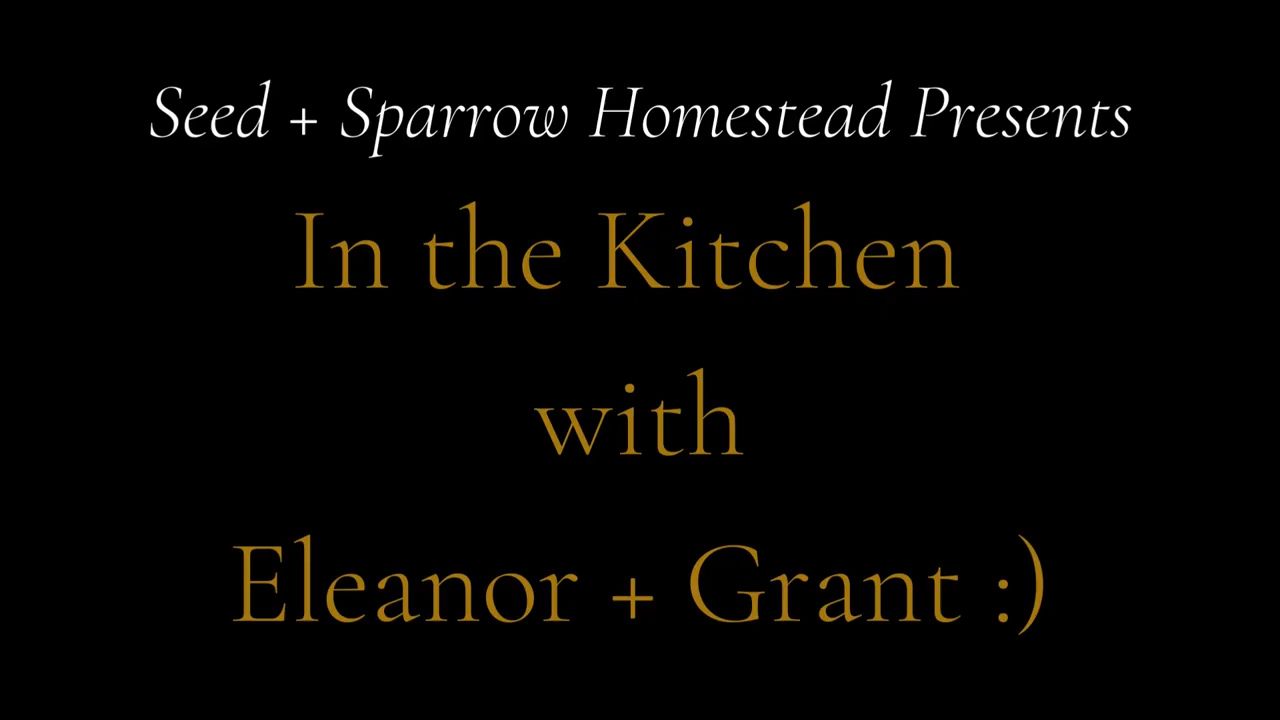 Seed + Sparrow Homestead Presents
In the Kitchen
with
Eleanor + Grant :)